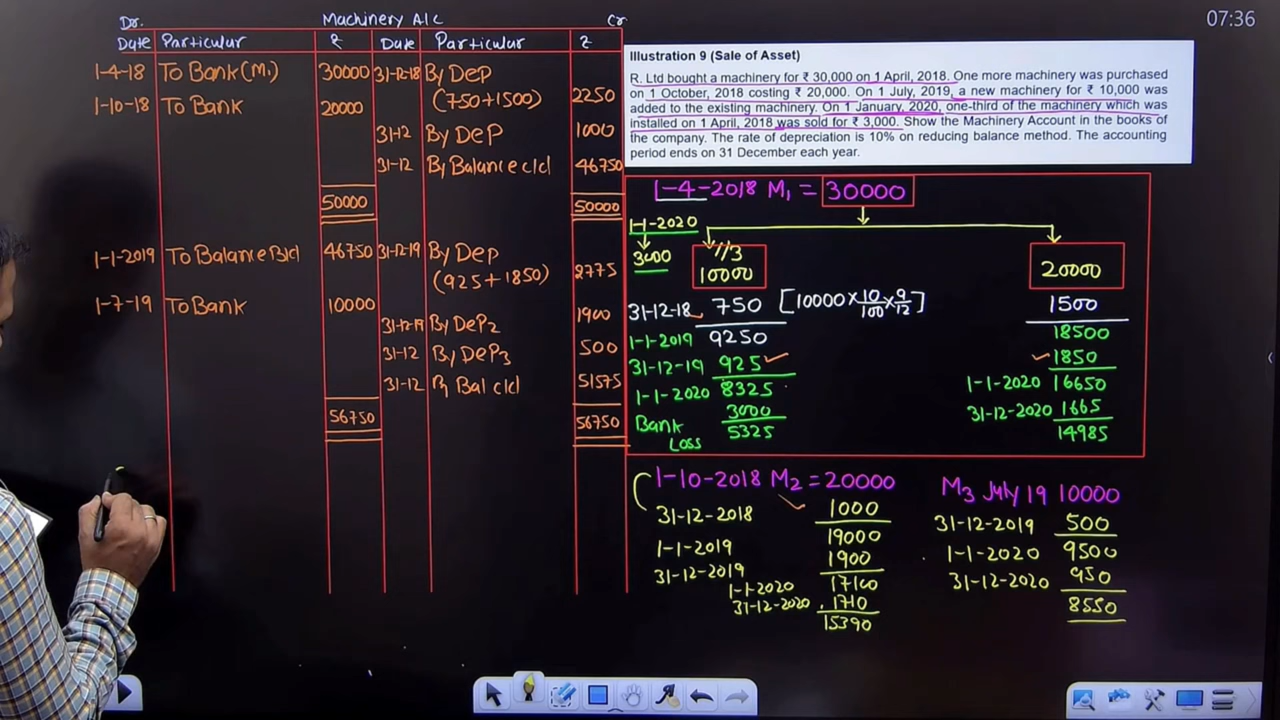 07:36
Dr. Machinery A/c Cr
Date Particular ₹ Date Particular ₹
1-4-18 To Bank (M₁) 30000 31-12-18 By Dep
1-10-18 To Bank 20000 (750+1500) 2250
31-12 By Dep 1000
31-12 By Balance c/d 46750
50000 50000
1-1-2019 To Balance B/d 46750 31-12-19 By Dep
(925+1850) 2775
1-7-19 To Bank 10000
31-12-19 By Dep₂ 1900
31-12 By Dep₃ 500
31-12 By Bal c/d 51575
56750 56750
Illustration 9 (Sale of Asset)
R. Ltd bought a machinery for ₹ 30,000 on 1 April, 2018. One more machinery was purchased
on 1 October, 2018 costing ₹ 20,000. On 1 July, 2019, a new machinery for ₹ 10,000 was
added to the existing machinery. On 1 January, 2020, one-third of the machinery which was
installed on 1 April, 2018 was sold for ₹ 3,000. Show the Machinery Account in the books of
the company. The rate of depreciation is 10% on reducing balance method. The accounting
period ends on 31 December each year.
1-4-2018 M₁ = 30000
1-1-2020
3000
1/3
10000
20000
31-12-18 750 [10000×10/100×9/12] 1500
1-1-2019 9250 18500
31-12-19 925 1850
1-1-2020 8325 1-1-2020 16650
Bank 3000 31-12-2020 1665
Loss 5325 14985
1-10-2018 M₂ = 20000
31-12-2018 1000
19000
1-1-2019
1900
31-12-2019
17100
1-1-2020
31-12-2020 1710
15390
M₃ July 19 10000
31-12-2019 500
1-1-2020 9500
31-12-2020 950
8550